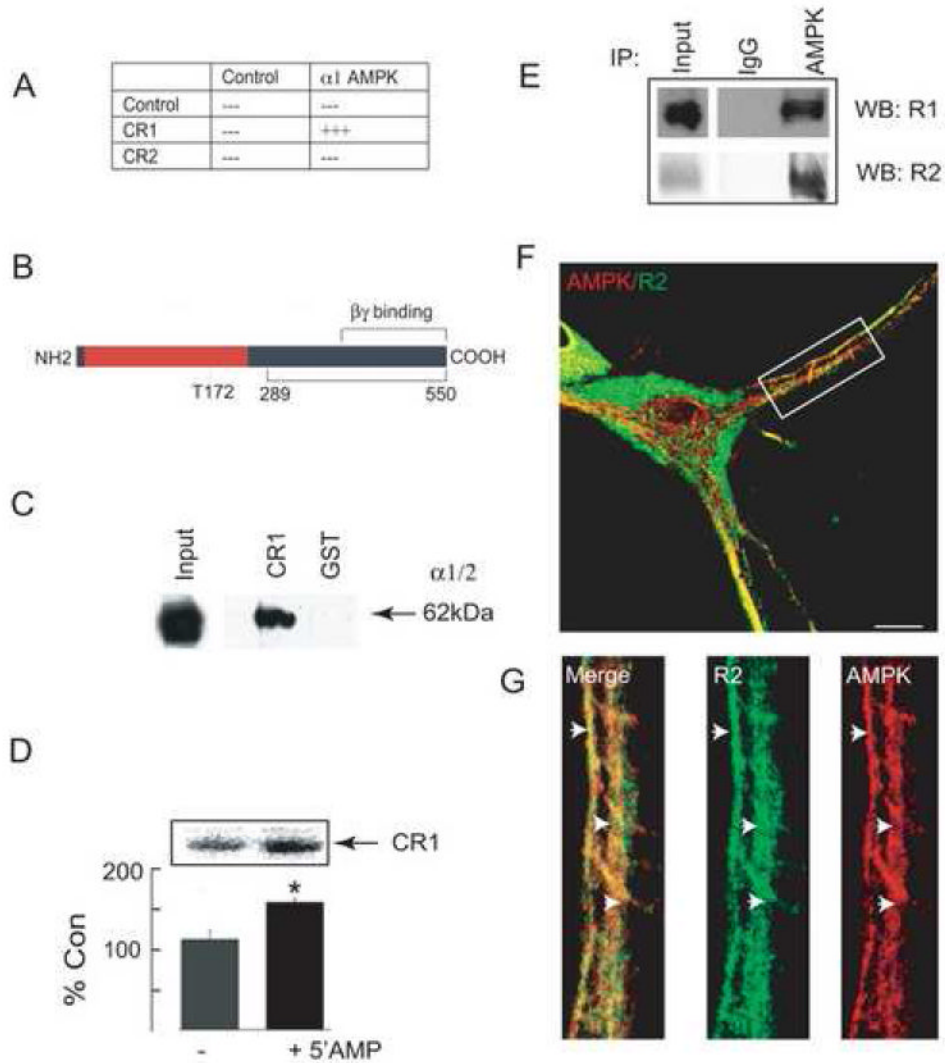 A
Control α1 AMPK
Control --- ---
CR1 --- +++
CR2 --- ---
B
βγ binding
NH2 COOH
T172 289 550
C
Input CR1 GST α1/2
62kDa
D
CR1
200
*
100
% Con
- + 5'AMP
E
IP: Input IgG AMPK
WB: R1
WB: R2
F
AMPK/R2
G
Merge R2 AMPK